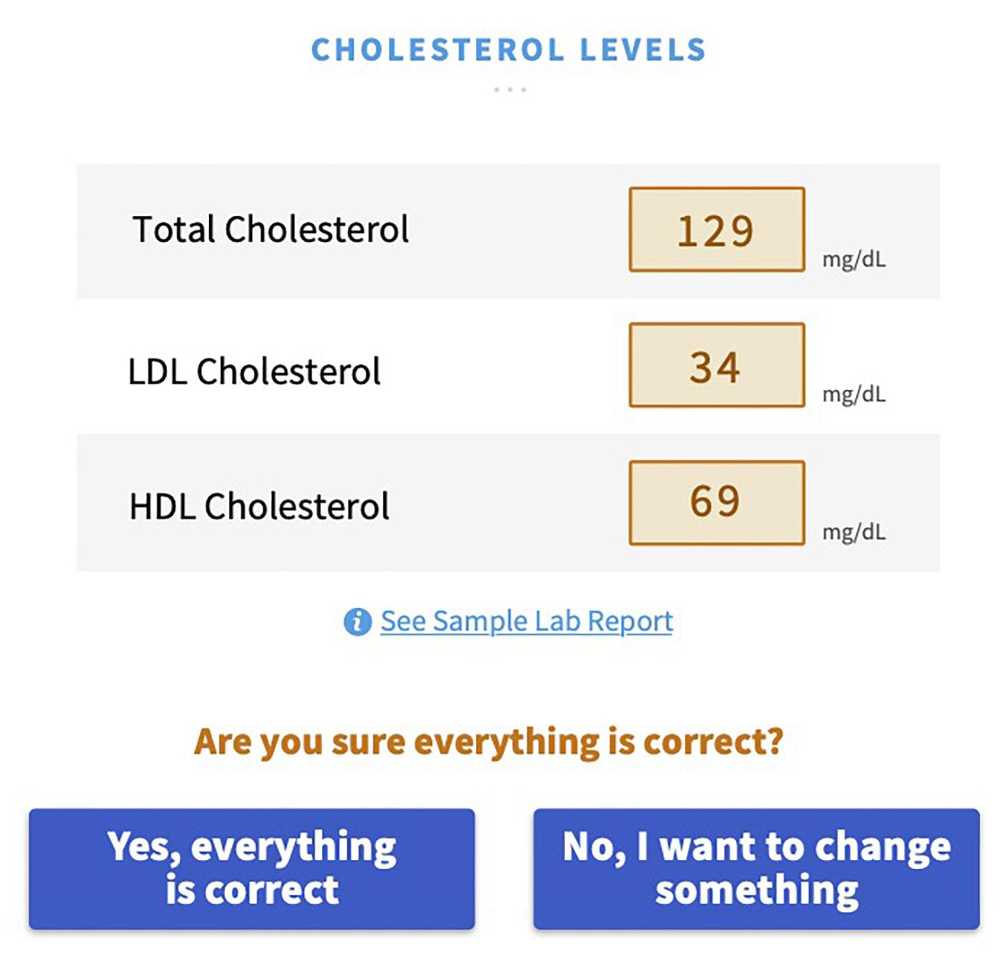 CHOLESTEROL LEVELS
Total Cholesterol 129 mg/dL
LDL Cholesterol 34 mg/dL
HDL Cholesterol 69 mg/dL
See Sample Lab Report
Are you sure everything is correct?
Yes, everything
is correct
No, I want to change
something